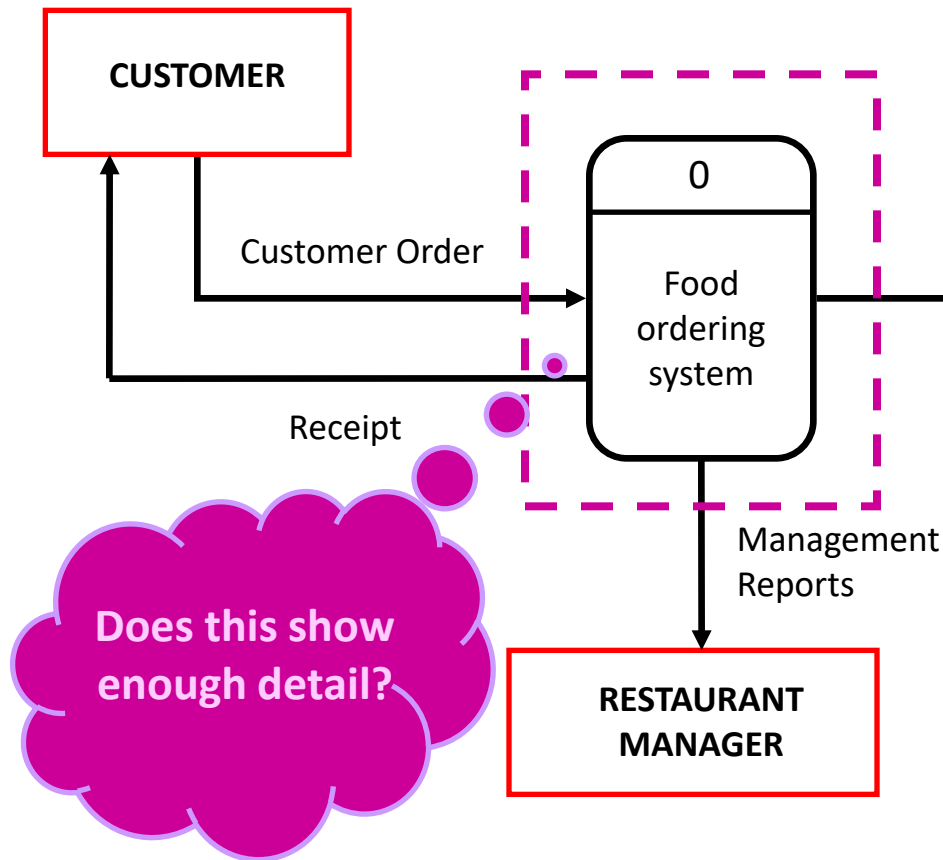 CUSTOMER
0
Customer Order
Food
ordering
system
Receipt
Management
Reports
Does this show
enough detail?
RESTAURANT
MANAGER